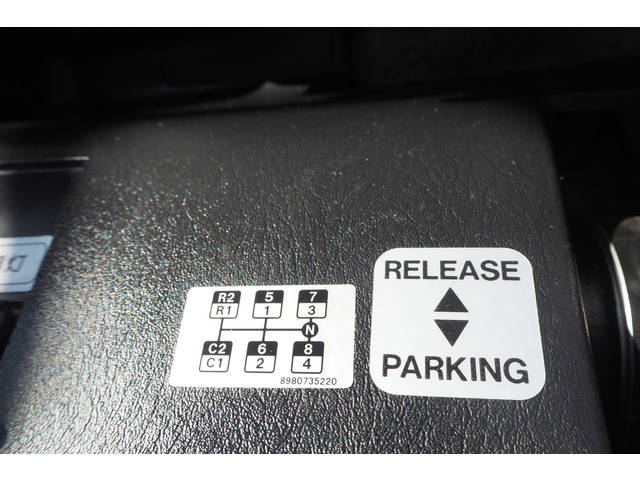 R2 5 7
R1 1 3
N
C2 6 8
C1 2 4
8980735220
RELEASE
PARKING